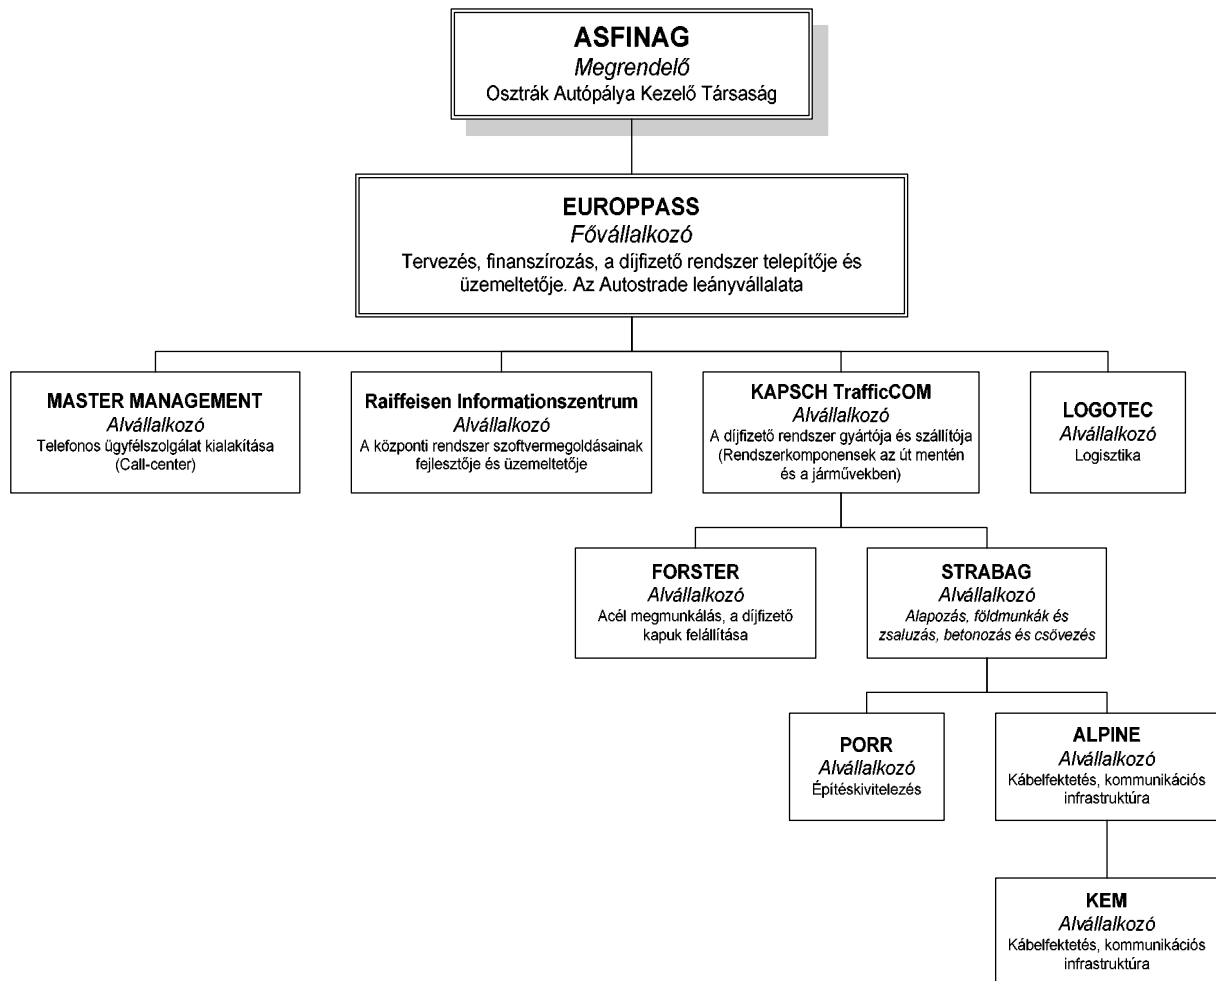 ASFINAG
Megrendelő
Osztrák Autópálya Kezelő Társaság
EUROPPASS
Fővállalkozó
Tervezés, finanszírozás, a díjfizető rendszer telepítője és
üzemeltetője. Az Autostrade leányvállalata
MASTER MANAGEMENT
Alvállalkozó
Telefonos ügyfélszolgálat kialakítása
(Call-center)
Raiffeisen Informationszentrum
Alvállalkozó
A központi rendszer szoftvermegoldásainak
fejlesztője és üzemeltetője
KAPSCH TrafficCOM
Alvállalkozó
A díjfizető rendszer gyártója és szállítója
(Rendszerkomponensek az út mentén
és a járművekben)
LOGOTEC
Alvállalkozó
Logisztika
FORSTER
Alvállalkozó
Acél megmunkálás, a díjfizető
kapuk felállítása
STRABAG
Alvállalkozó
Alapozás, földmunkák és
zsaluzás, betonozás és csövezés
PORR
Alvállalkozó
Építéskivitelezés
ALPINE
Alvállalkozó
Kábelfektetés, kommunikációs
infrastruktúra
KEM
Alvállalkozó
Kábelfektetés, kommunikációs
infrastruktúra